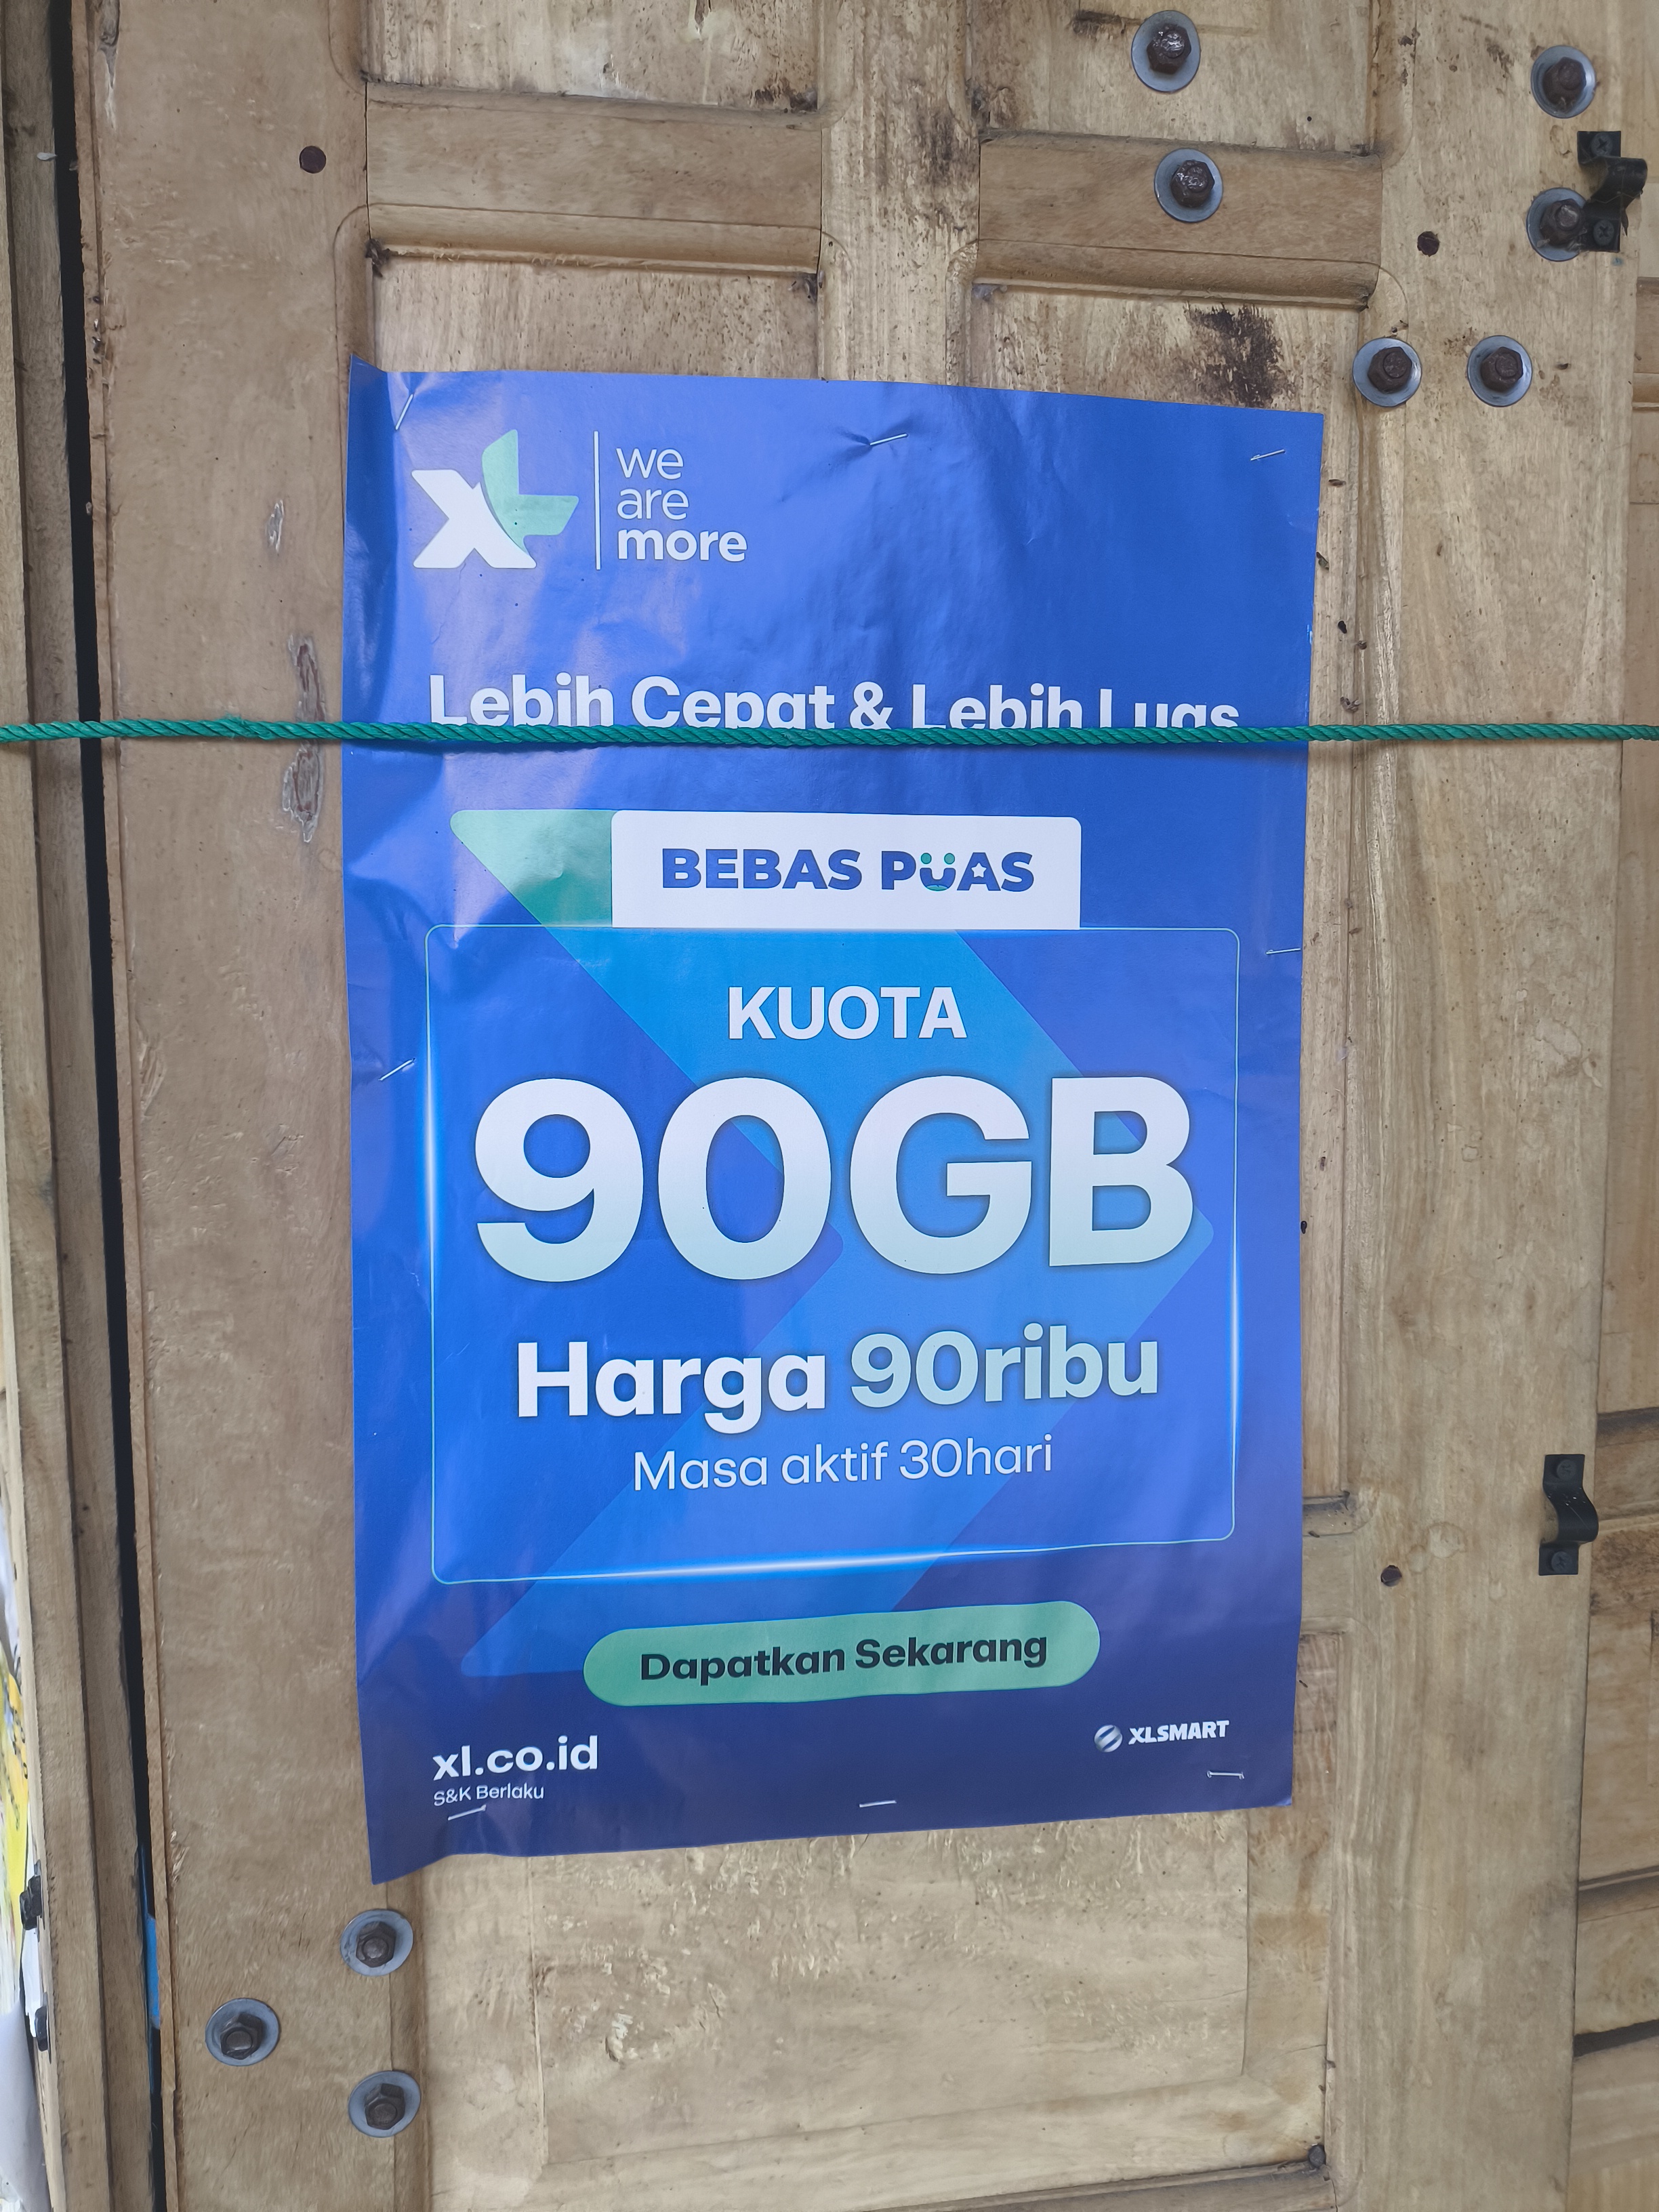 XL
we
are
more
Lebih Cepat & Lebih Luas
BEBAS PUAS
KUOTA
90GB
Harga 90ribu
Masa aktif 30hari
Dapatkan Sekarang
xl.co.id
S&K Berlaku
XLSMART